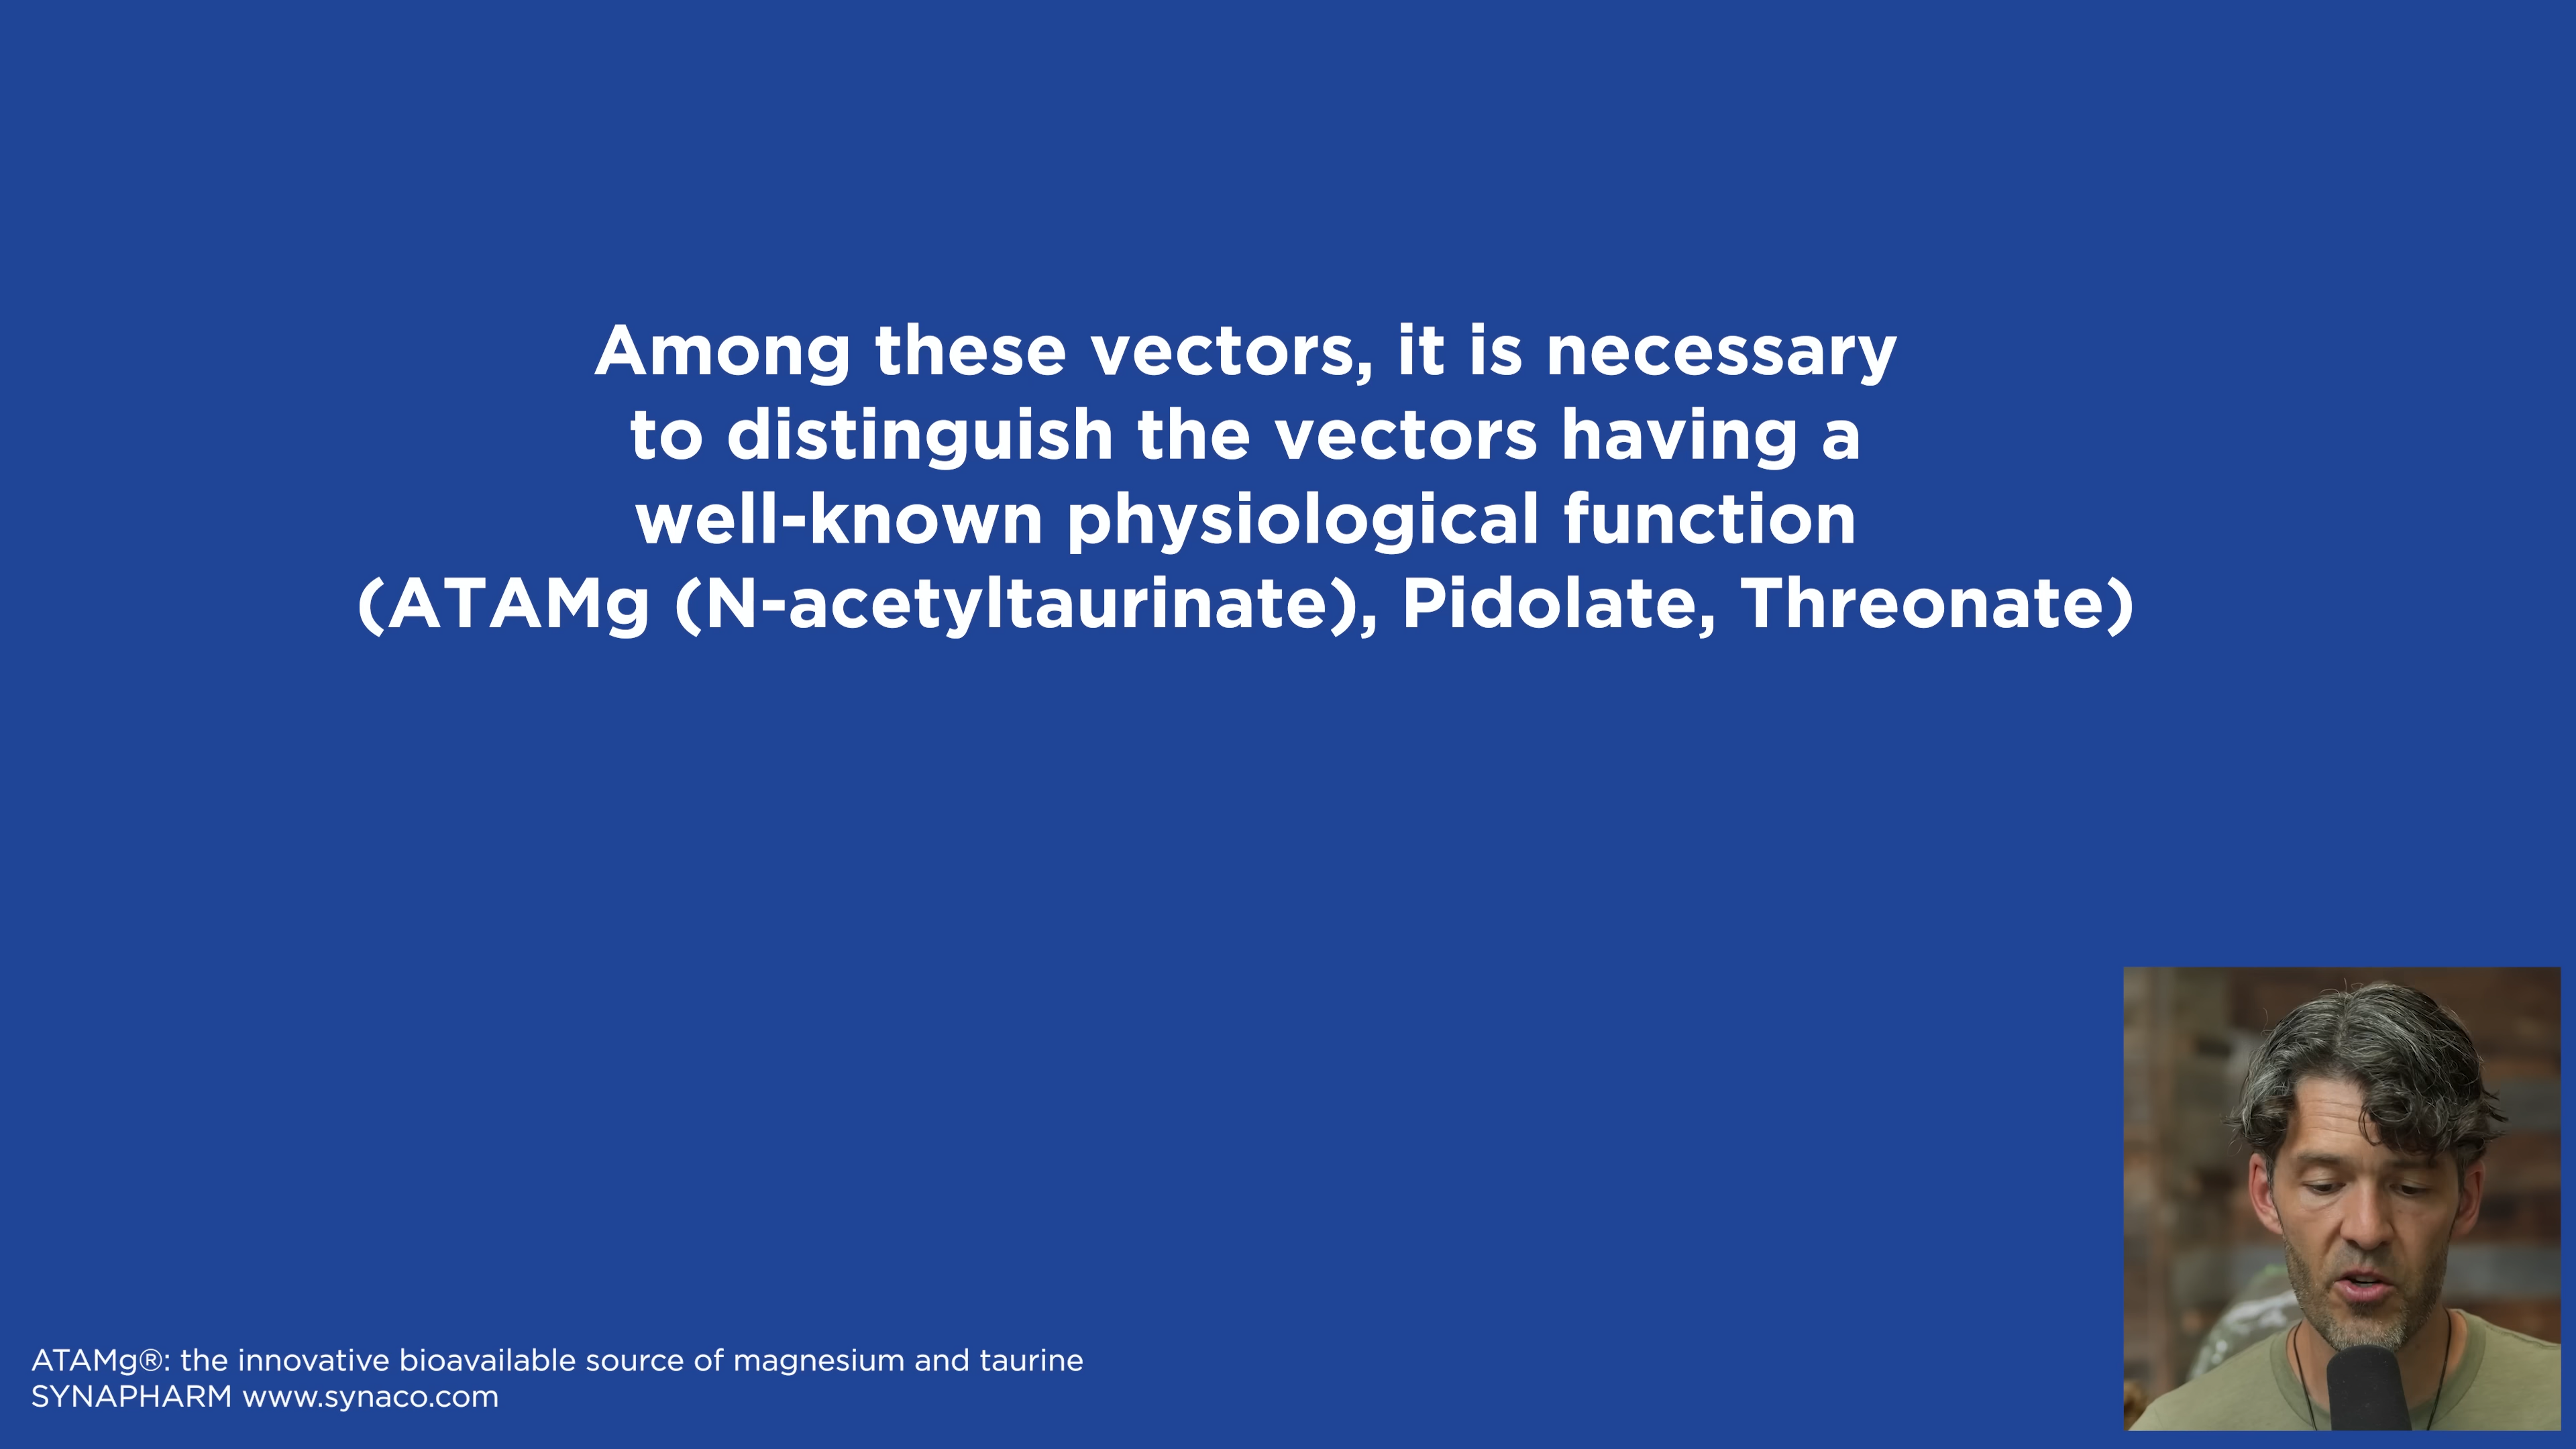 Among these vectors, it is necessary
to distinguish the vectors having a
well-known physiological function
(ATAMg (N-acetyltaurinate), Pidolate, Threonate)
ATAMg®: the innovative bioavailable source of magnesium and taurine
SYNAPHARM www.synaco.com